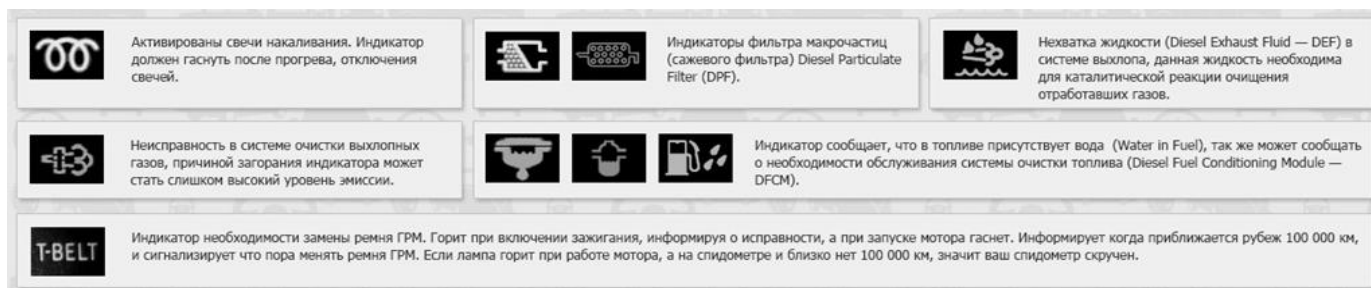 Активированы свечи накаливания. Индикатор
должен гаснуть после прогрева, отключения
свечей.
Индикаторы фильтра макрочастиц
(сажевого фильтра) Diesel Particulate
Filter (DPF).
Нехватка жидкости (Diesel Exhaust Fluid — DEF) в
системе выхлопа, данная жидкость необходима
для каталитической реакции очищения
отработавших газов.
Неисправность в системе очистки выхлопных
газов, причиной загорания индикатора может
стать слишком высокий уровень эмиссии.
Индикатор сообщает, что в топливе присутствует вода (Water in Fuel), так же может сообщать
о необходимости обслуживания системы очистки топлива (Diesel Fuel Conditioning Module —
DFCM).
T-BELT
Индикатор необходимости замены ремня ГРМ. Горит при включении зажигания, информируя о исправности, а при запуске мотора гаснет. Информирует когда приближается рубеж 100 000 км,
и сигнализирует что пора менять ремня ГРМ. Если лампа горит при работе мотора, а на спидометре и близко нет 100 000 км, значит ваш спидометр скручен.